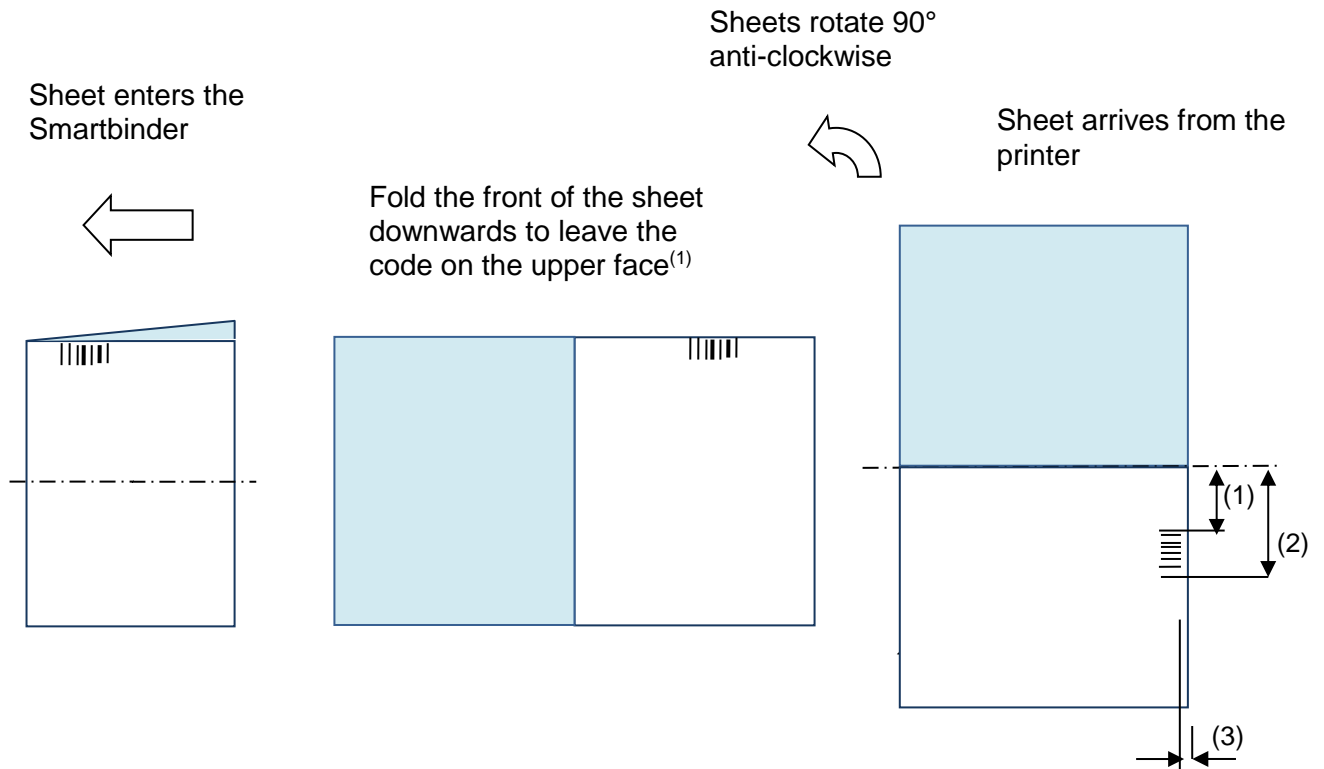 Sheets rotate 90°
anti-clockwise
Sheet enters the
Smartbinder
Sheet arrives from the
printer
Fold the front of the sheet
downwards to leave the
code on the upper face(1)
(1)
(2)
(3)